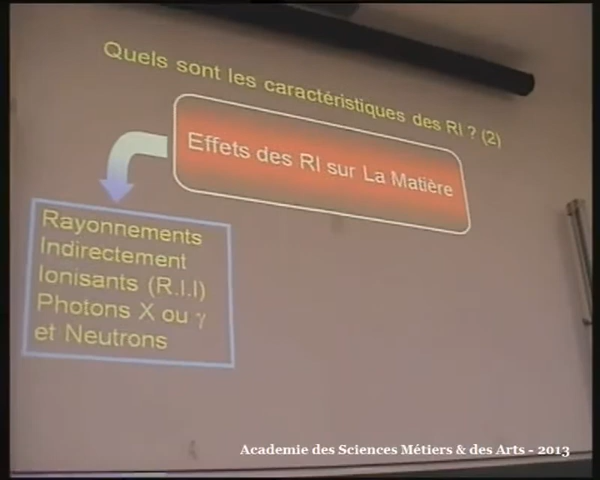 Quels sont les caractéristiques des RI ? (2)
Effets des RI sur La Matière
Rayonnements
Indirectement
Ionisants (R.I.I)
Photons X ou γ
et Neutrons
Academie des Sciences Métiers & des Arts - 2013